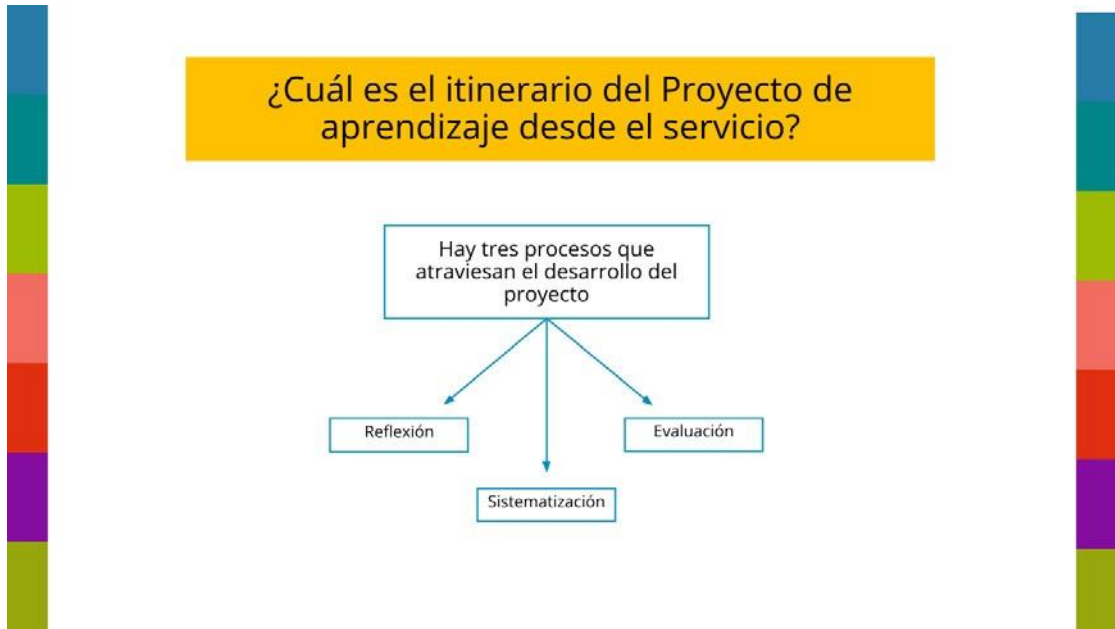 ¿Cuál es el itinerario del Proyecto de
aprendizaje desde el servicio?
Hay tres procesos que
atraviesan el desarrollo del
proyecto
Reflexión
Evaluación
Sistematización